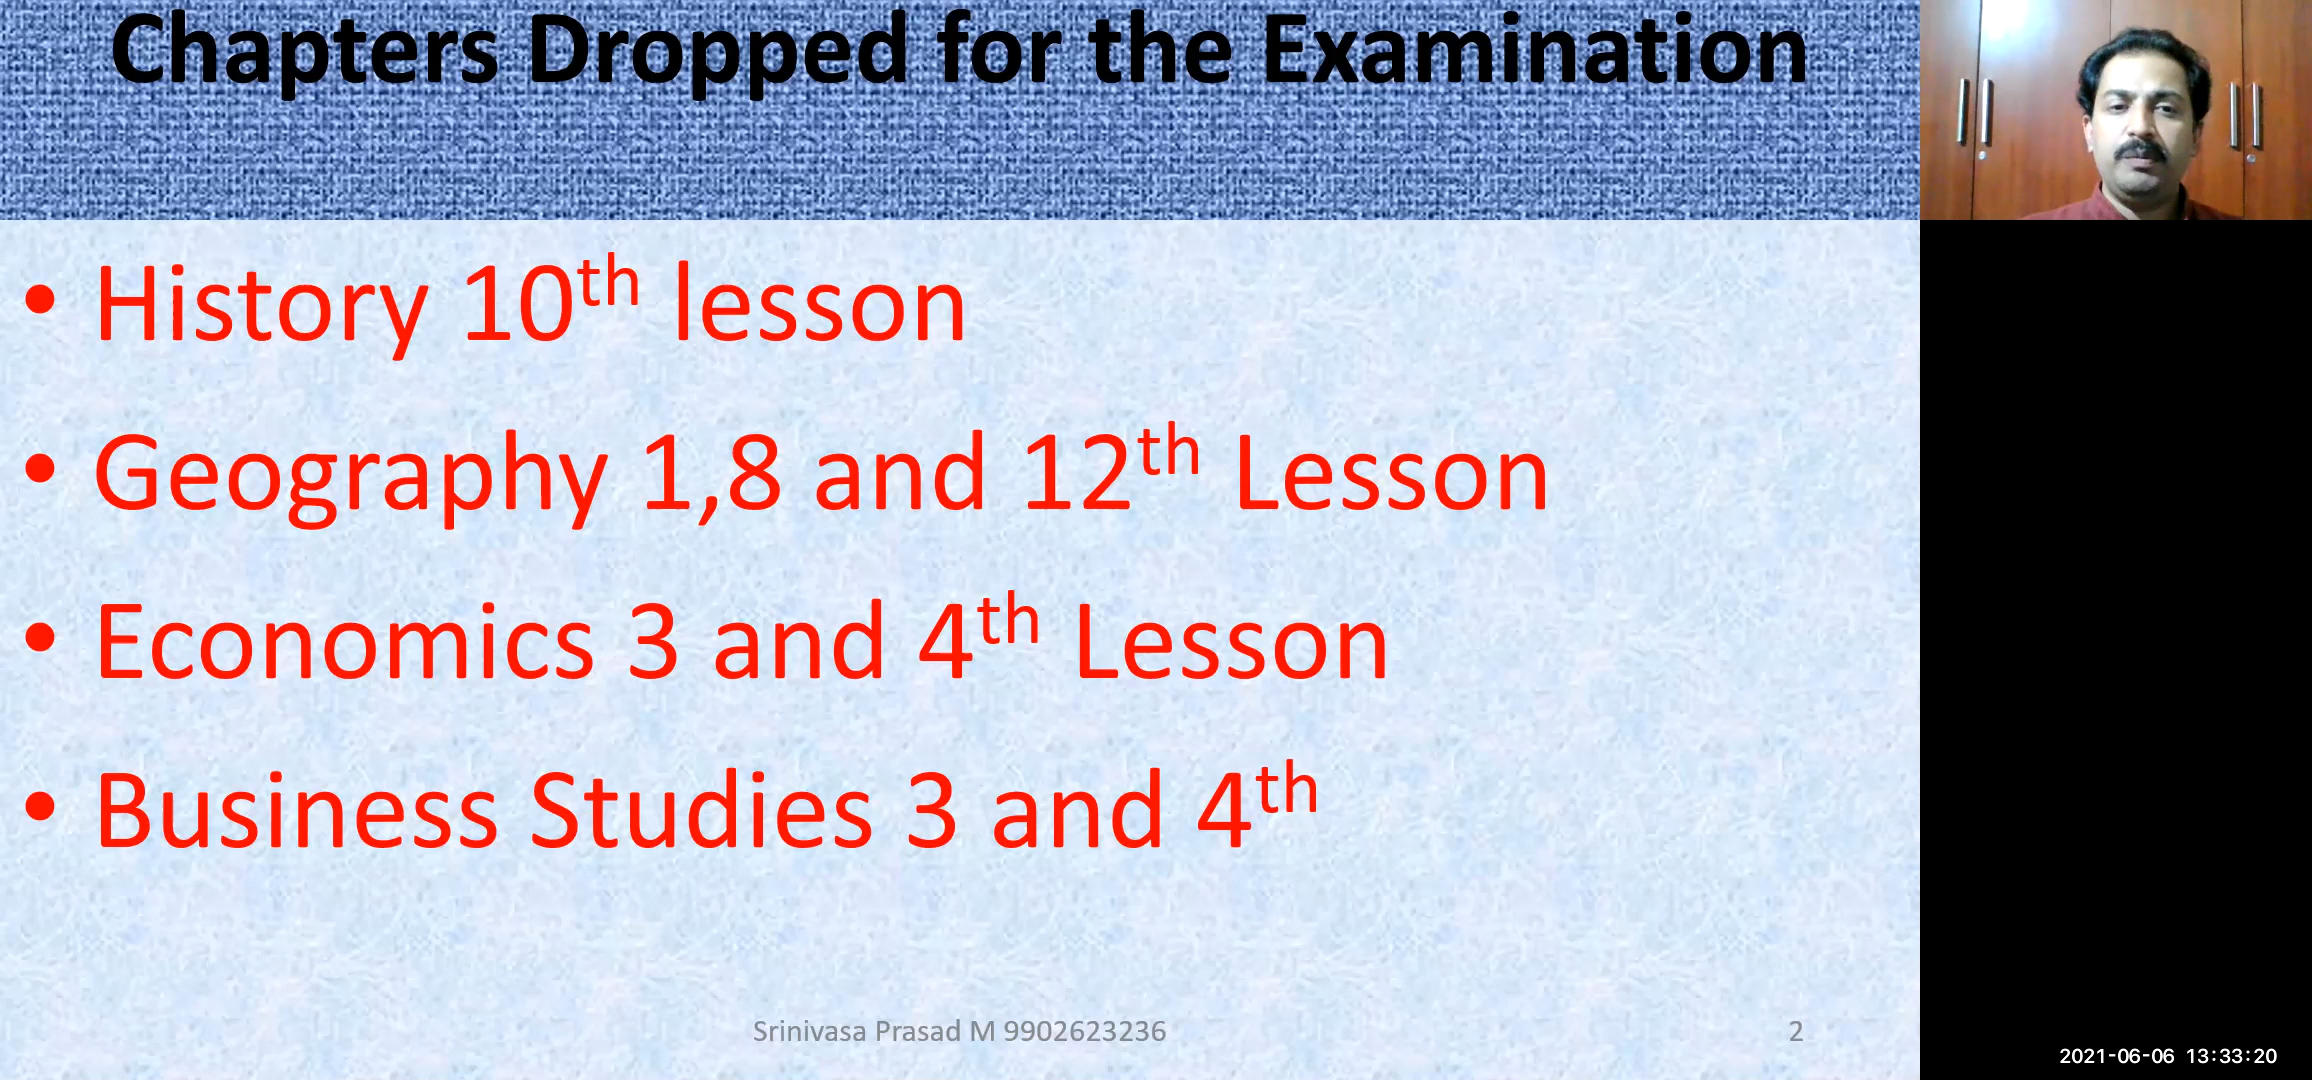 Chapters Dropped for the Examination
• History 10th lesson
• Geography 1,8 and 12th Lesson
• Economics 3 and 4th Lesson
• Business Studies 3 and 4th
Srinivasa Prasad M 9902623236
2
2021-06-06 13:33:20